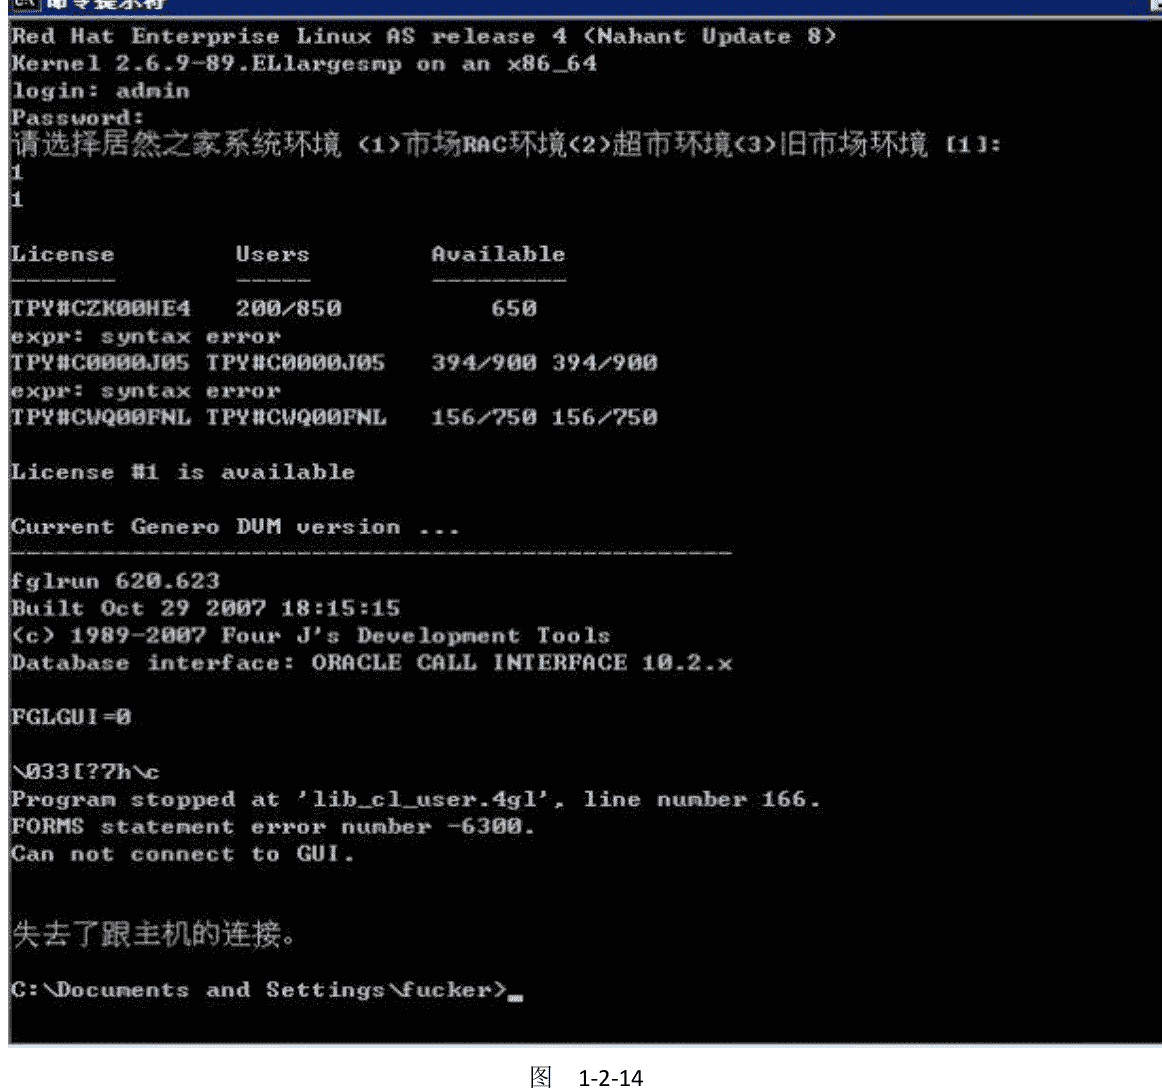 命令提示符
Red Hat Enterprise Linux AS release 4 (Nahant Update 8)
Kernel 2.6.9-89.ELlargesmp on an x86_64
login: admin
Password:
请选择居然之家系统环境 (1)市场RAC环境(2)超市环境(3)旧市场环境 [1]:
1
1
License Users Available
------- ----- ---------
TPY#CZK00HE4 200/850 650
expr: syntax error
TPY#C0000J05 TPY#C0000J05 394/900 394/900
expr: syntax error
TPY#CWQ00FNL TPY#CWQ00FNL 156/750 156/750
License #1 is available
Current Genero DVM version ...
------------------------------------------------
fglrun 620.623
Built Oct 29 2007 18:15:15
(c) 1989-2007 Four J's Development Tools
Database interface: ORACLE CALL INTERFACE 10.2.x
FGLGUI=0
\033[?7h\c
Program stopped at 'lib_cl_user.4gl', line number 166.
FORMS statement error number -6300.
Can not connect to GUI.
失去了跟主机的连接。
C:\Documents and Settings\fucker>_
图 1-2-14